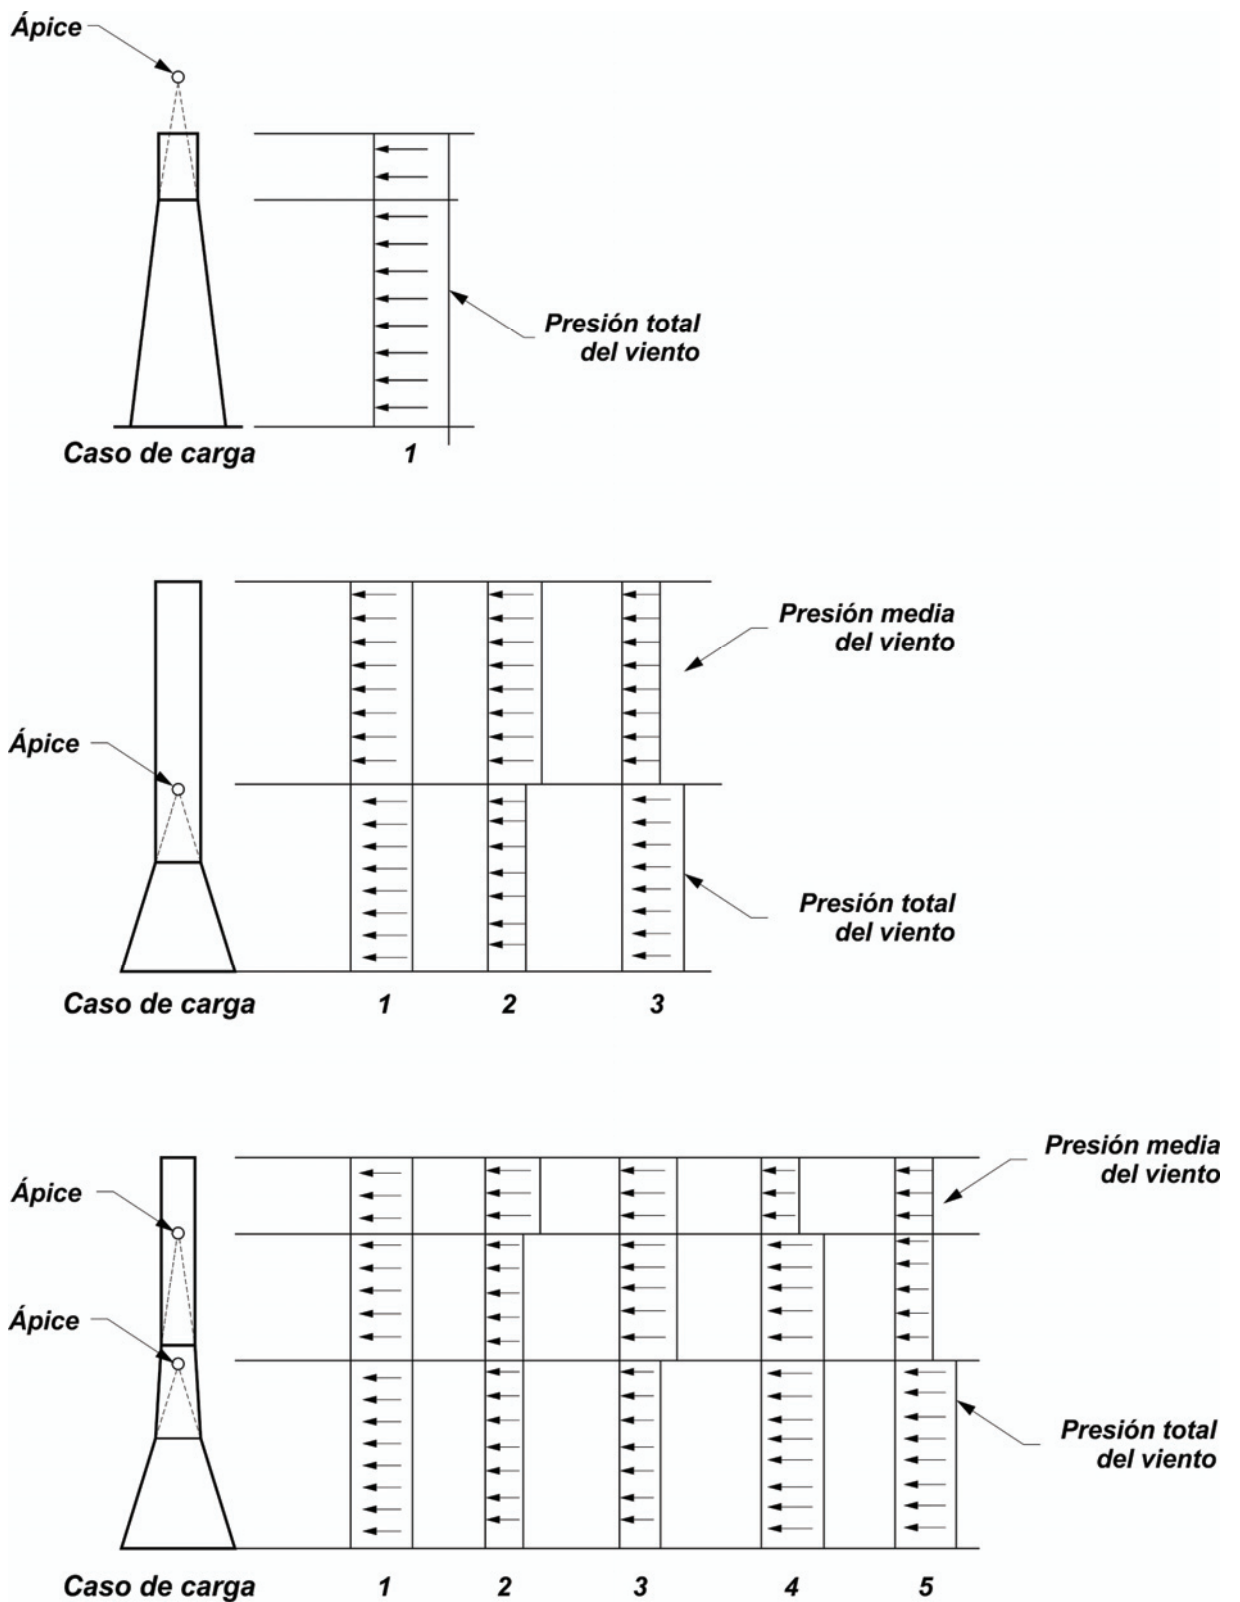 Ápice
Presión total
del viento
Caso de carga 1
Presión media
del viento
Ápice
Presión total
del viento
Caso de carga 1 2 3
Presión media
del viento
Ápice
Ápice
Presión total
del viento
Caso de carga 1 2 3 4 5